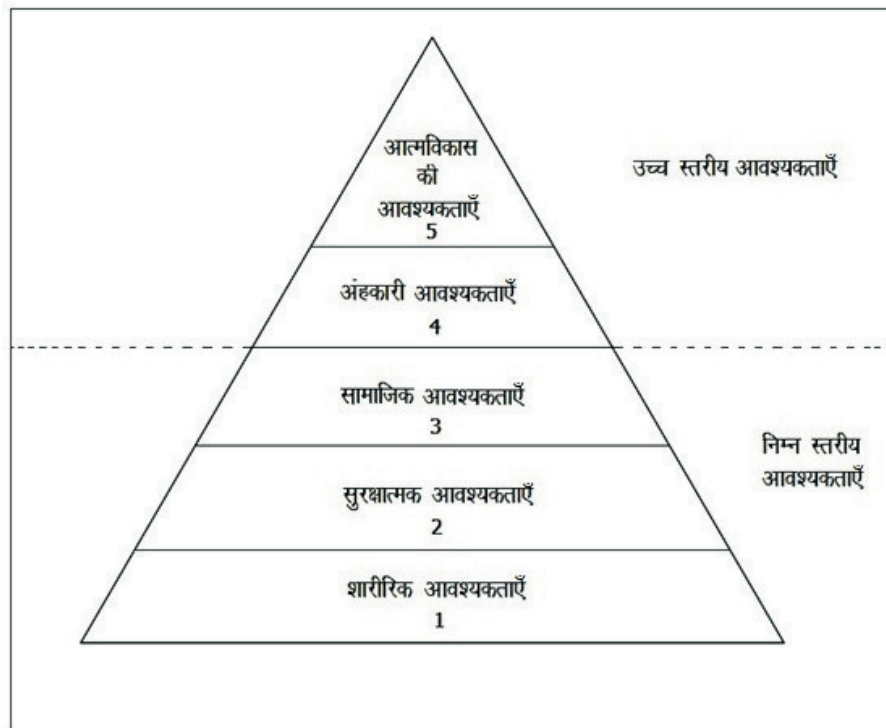 आत्मविकास
की
आवश्यकताएँ
5
उच्च स्तरीय आवश्यकताएँ
अंहकारी आवश्यकताएँ
4
सामाजिक आवश्यकताएँ
3
निम्न स्तरीय
आवश्यकताएँ
सुरक्षात्मक आवश्यकताएँ
2
शारीरिक आवश्यकताएँ
1